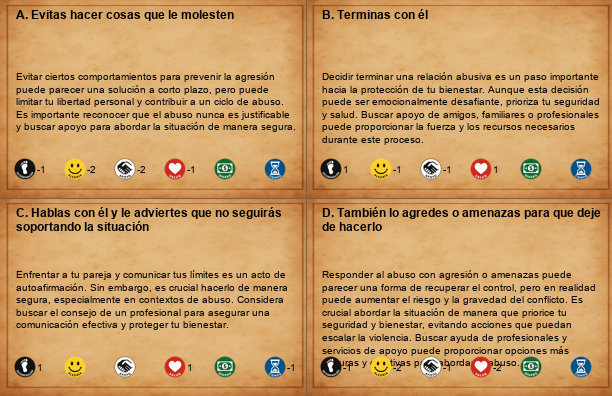 A. Evitas hacer cosas que le molesten
Evitar ciertos comportamientos para prevenir la agresión
puede parecer una solución a corto plazo, pero puede
limitar tu libertad personal y contribuir a un ciclo de abuso.
Es importante reconocer que el abuso nunca es justificable
y buscar apoyo para abordar la situación de manera segura.
-1 -2 -2 -1
B. Terminas con él
Decidir terminar una relación abusiva es un paso importante
hacia la protección de tu bienestar. Aunque esta decisión
puede ser emocionalmente desafiante, prioriza tu seguridad
y salud. Buscar apoyo de amigos, familiares o profesionales
puede proporcionar la fuerza y los recursos necesarios
durante este proceso.
1 -1 -1 1
C. Hablas con él y le adviertes que no seguirás
soportando la situación
Enfrentar a tu pareja y comunicar tus límites es un acto de
autoafirmación. Sin embargo, es crucial hacerlo de manera
segura, especialmente en contextos de abuso. Considera
buscar el consejo de un profesional para asegurar una
comunicación efectiva y proteger tu bienestar.
1 1 -1
D. También lo agredes o amenazas para que deje
de hacerlo
Responder al abuso con agresión o amenazas puede
parecer una forma de recuperar el control, pero en realidad
puede aumentar el riesgo y la gravedad del conflicto. Es
crucial abordar la situación de manera que priorice tu
seguridad y bienestar, evitando acciones que puedan
escalar la violencia. Buscar ayuda de profesionales y
servicios de apoyo puede proporcionar opciones más
abuso.
-1 -2 -1 -2